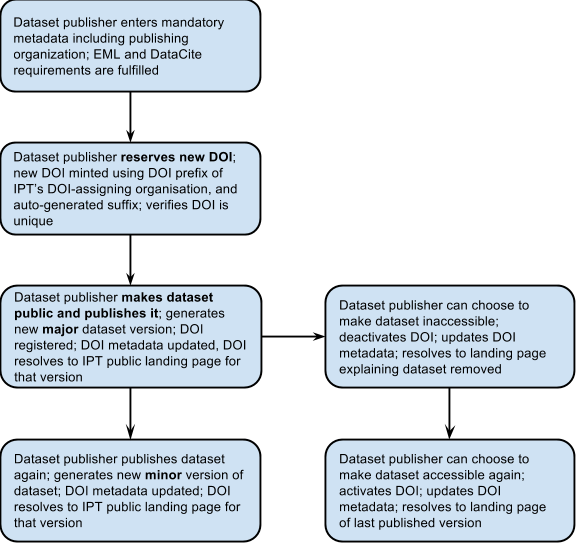 Dataset publisher enters mandatory
metadata including publishing
organization; EML and DataCite
requirements are fulfilled
Dataset publisher reserves new DOI;
new DOI minted using DOI prefix of
IPT's DOI-assigning organisation, and
auto-generated suffix; verifies DOI is
unique
Dataset publisher makes dataset
public and publishes it; generates
new major dataset version; DOI
registered; DOI metadata updated, DOI
resolves to IPT public landing page for
that version
Dataset publisher can choose to
make dataset inaccessible;
deactivates DOI; updates DOI
metadata; resolves to landing page
explaining dataset removed
Dataset publisher publishes dataset
again; generates new minor version of
dataset; DOI metadata updated; DOI
resolves to IPT public landing page for
that version
Dataset publisher can choose to
make dataset accessible again;
activates DOI; updates DOI
metadata; resolves to landing page
of last published version